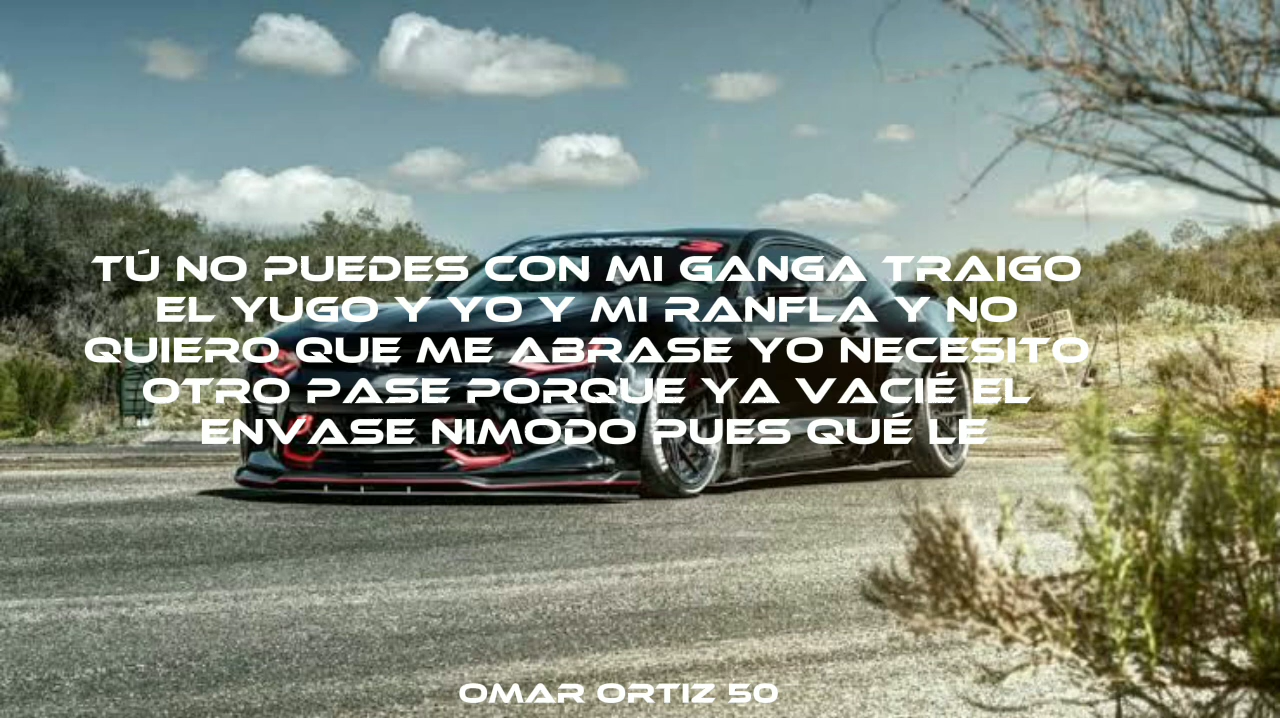 TÚ NO PUEDES CON MI GANGA TRAIGO
EL YUGO Y YO Y MI RANFLA Y NO
QUIERO QUE ME ABRASE YO NECESITO
OTRO PASE PORQUE YA VACIÉ EL
ENVASE NIMODO PUES QUÉ LE
OMAR ORTIZ 50